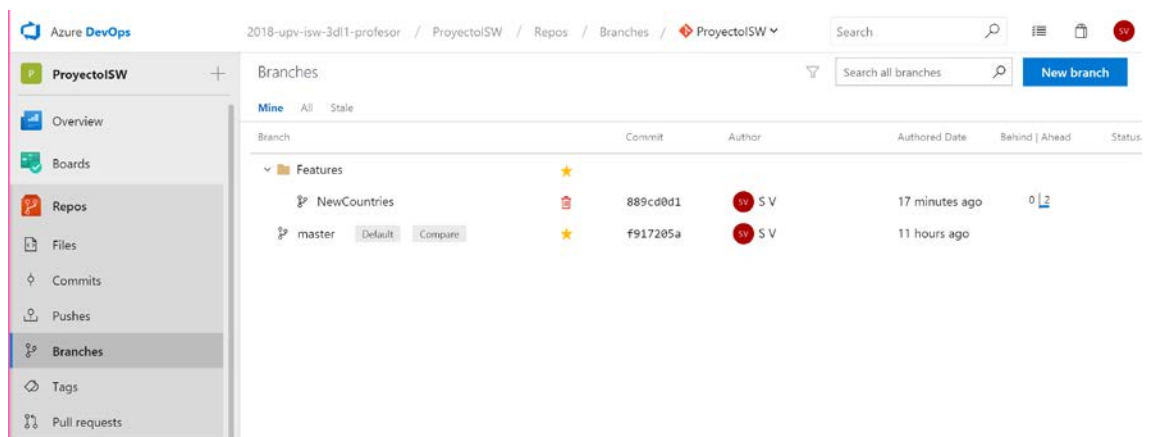 Azure DevOps
2018-upv-isw-3dl1-profesor / ProyectoISW / Repos / Branches / ProyectoISW
Search
SV
P ProyectoISW
Branches
Search all branches
New branch
Mine All Stale
Overview
Branch Commit Author Authored Date Behind | Ahead Status
Boards
Features
Repos
NewCountries 889cd0d1 SV S V 17 minutes ago 0 | 2
master Default Compare f917205a SV S V 11 hours ago
Files
Commits
Pushes
Branches
Tags
Pull requests